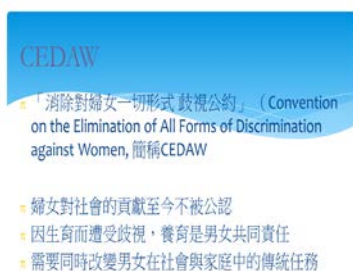 CEDAW
「消除對婦女一切形式 歧視公約」（Convention
on the Elimination of All Forms of Discrimination
against Women, 簡稱CEDAW
婦女對社會的貢獻至今不被公認
因生育而遭受歧視，養育是男女共同責任
需要同時改變男女在社會與家庭中的傳統任務